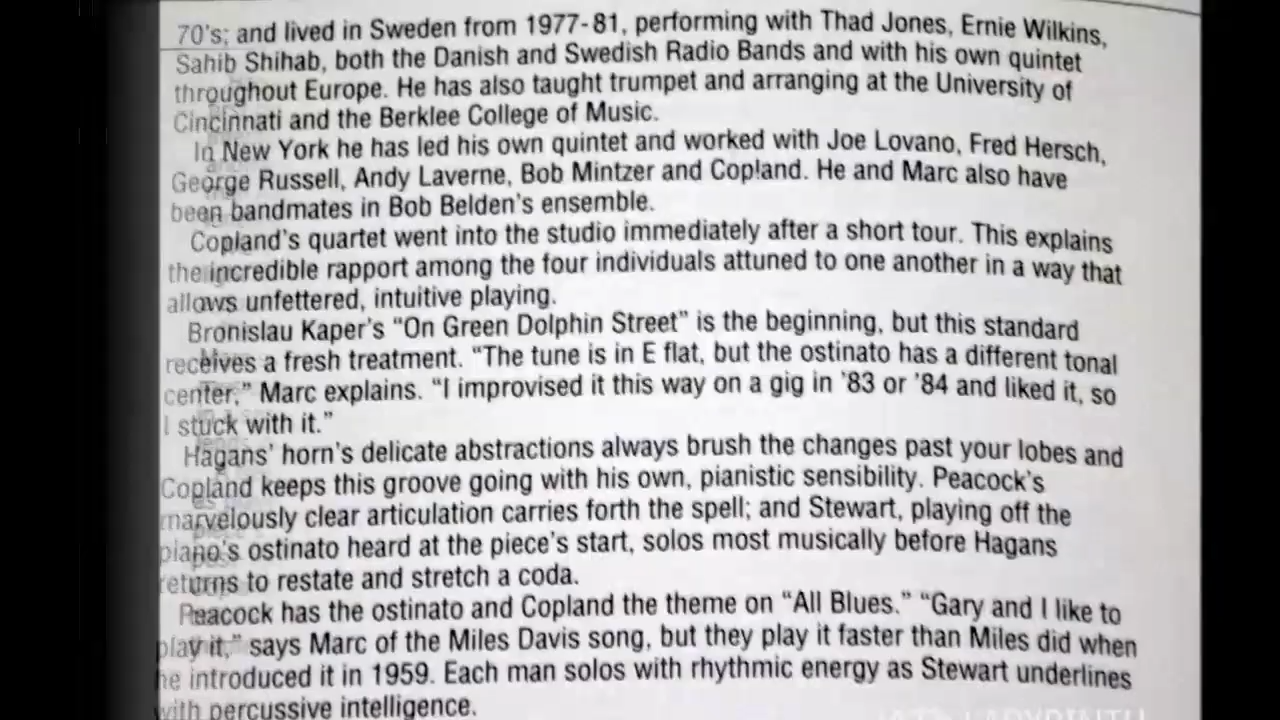 70's; and lived in Sweden from 1977-81, performing with Thad Jones, Ernie Wilkins,
Sahib Shihab, both the Danish and Swedish Radio Bands and with his own quintet
throughout Europe. He has also taught trumpet and arranging at the University of
Cincinnati and the Berklee College of Music.
In New York he has led his own quintet and worked with Joe Lovano, Fred Hersch,
George Russell, Andy Laverne, Bob Mintzer and Copland. He and Marc also have
been bandmates in Bob Belden's ensemble.
Copland's quartet went into the studio immediately after a short tour. This explains
the incredible rapport among the four individuals attuned to one another in a way that
allows unfettered, intuitive playing.
Bronislau Kaper's “On Green Dolphin Street” is the beginning, but this standard
receives a fresh treatment. “The tune is in E flat, but the ostinato has a different tonal
center,” Marc explains. “I improvised it this way on a gig in '83 or '84 and liked it, so
I stuck with it.”
Hagans' horn's delicate abstractions always brush the changes past your lobes and
Copland keeps this groove going with his own, pianistic sensibility. Peacock's
marvelously clear articulation carries forth the spell; and Stewart, playing off the
piano's ostinato heard at the piece's start, solos most musically before Hagans
returns to restate and stretch a coda.
Peacock has the ostinato and Copland the theme on “All Blues.” “Gary and I like to
play it,” says Marc of the Miles Davis song, but they play it faster than Miles did when
he introduced it in 1959. Each man solos with rhythmic energy as Stewart underlines
with percussive intelligence.